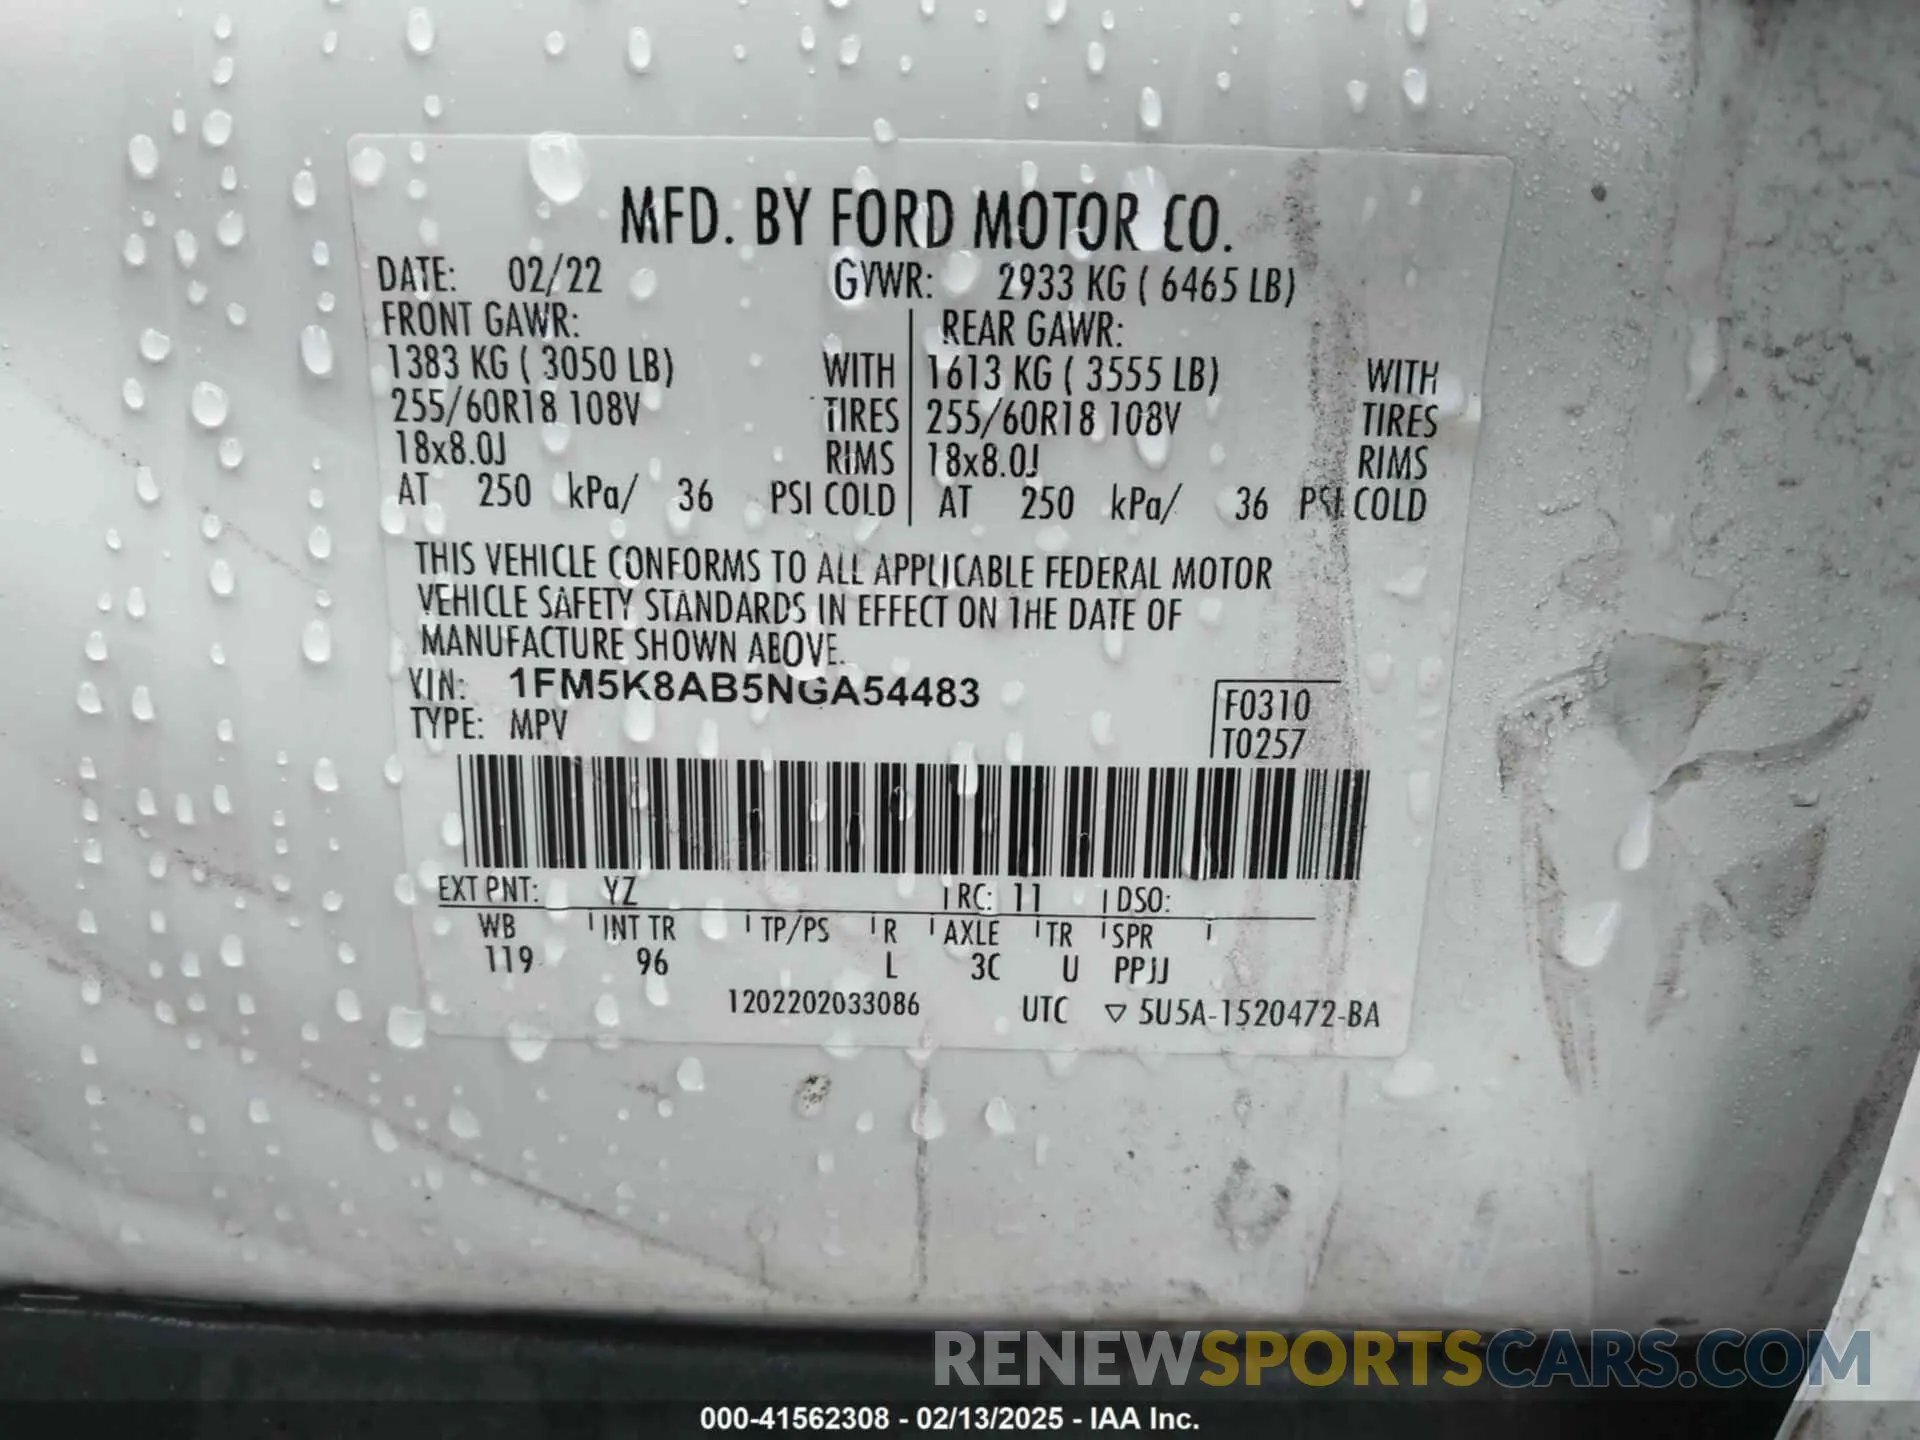 MFD. BY FORD MOTOR CO.
DATE: 02/22 GVWR: 2933 KG ( 6465 LB)
FRONT GAWR: REAR GAWR:
1383 KG ( 3050 LB) WITH 1613 KG ( 3555 LB) WITH
255/60R18 108V TIRES 255/60R18 108V TIRES
18x8.0J RIMS 18x8.0J RIMS
AT 250 kPa/ 36 PSI COLD AT 250 kPa/ 36 PSI COLD
THIS VEHICLE CONFORMS TO ALL APPLICABLE FEDERAL MOTOR
VEHICLE SAFETY STANDARDS IN EFFECT ON THE DATE OF
MANUFACTURE SHOWN ABOVE.
VIN: 1FM5K8AB5NGA54483 F0310
TYPE: MPV T0257
EXT PNT: YZ RC: 11 DSO:
WB INT TR TP/PS R AXLE TR SPR
119 96 L 3C U PPJJ
1202202033086 UTC ▽ 5U5A-1520472-BA
RENEWSPORTSCARS.COM
000-41562308 - 02/13/2025 - IAA Inc.